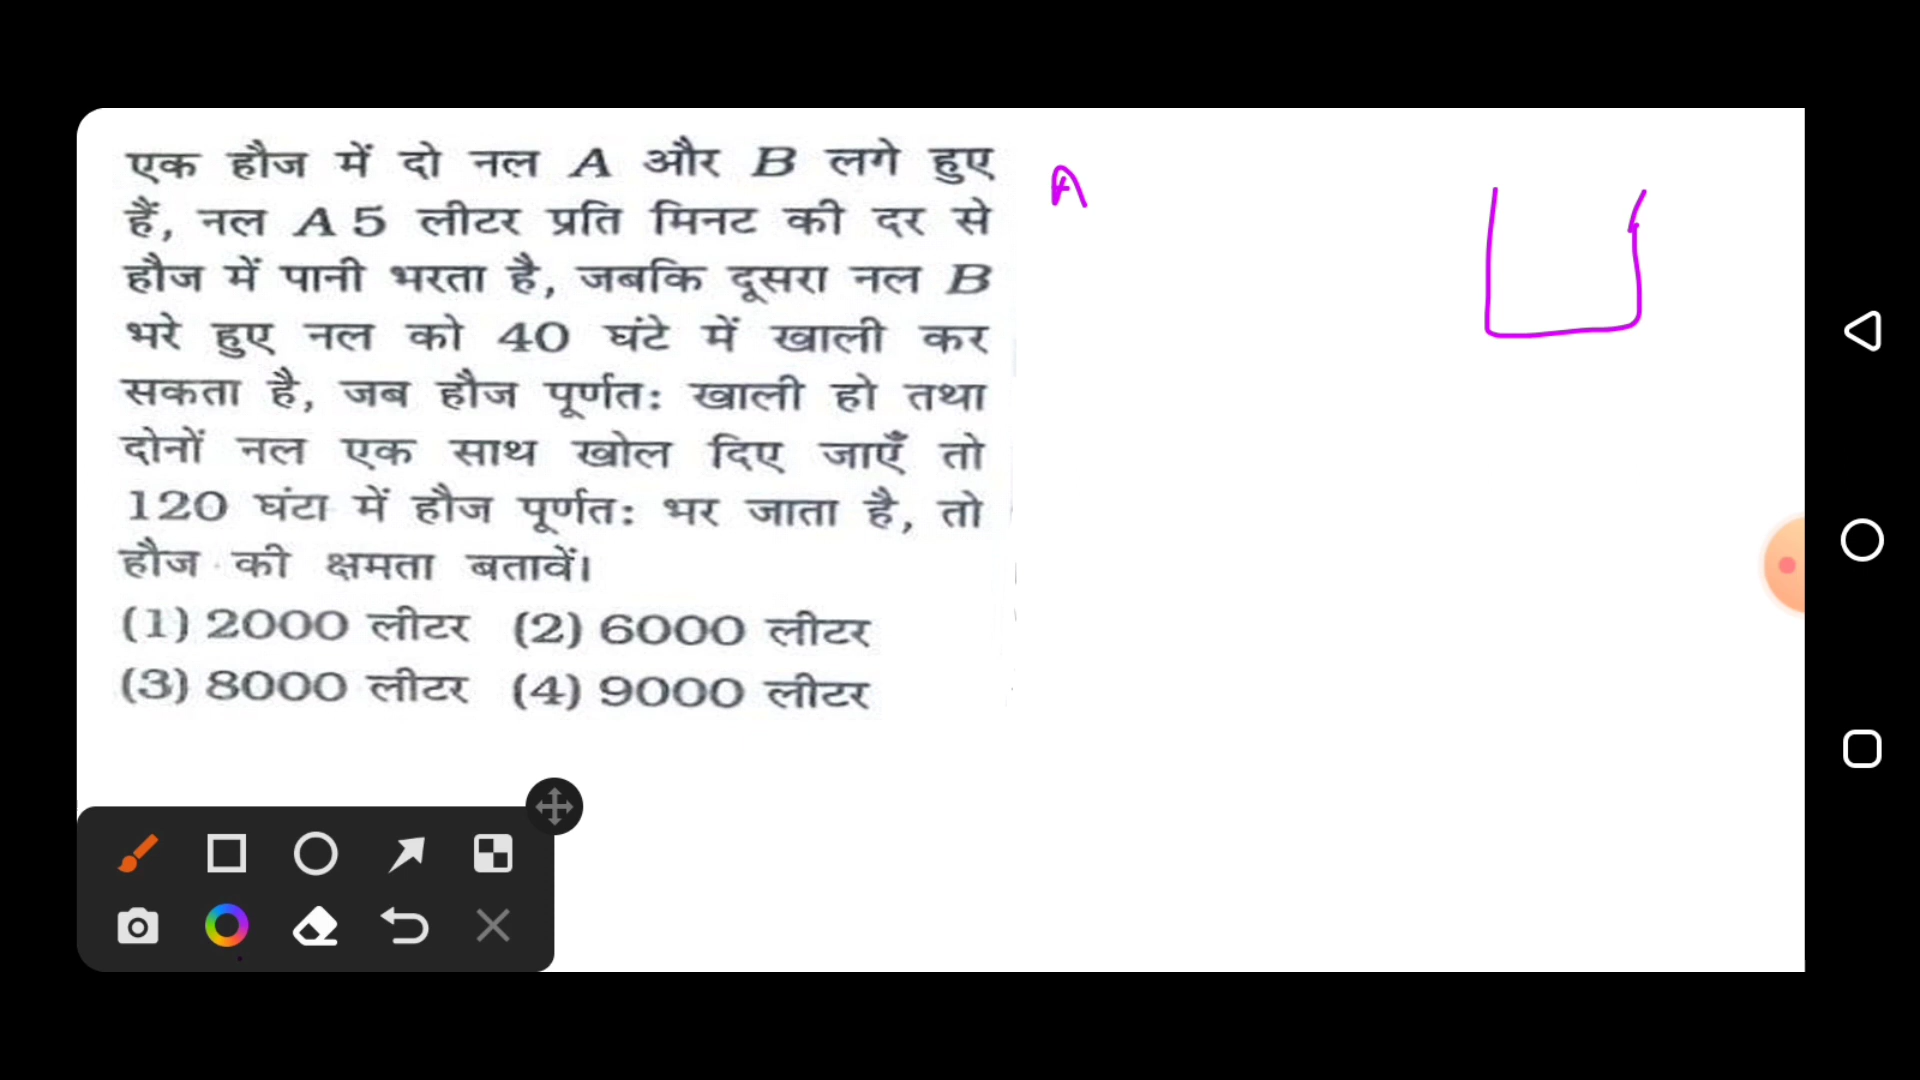 एक हौज में दो नल A और B लगे हुए
हैं, नल A 5 लीटर प्रति मिनट की दर से
हौज में पानी भरता है, जबकि दूसरा नल B
भरे हुए नल को 40 घंटे में खाली कर
सकता है, जब हौज पूर्णत: खाली हो तथा
दोनों नल एक साथ खोल दिए जाएँ तो
120 घंटा में हौज पूर्णत: भर जाता है, तो
हौज की क्षमता बतावें।
(1) 2000 लीटर (2) 6000 लीटर
(3) 8000 लीटर (4) 9000 लीटर
A